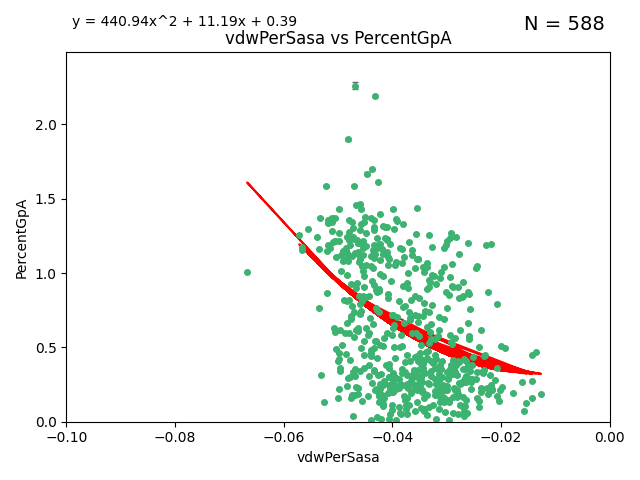 y = 440.94x^2 + 11.19x + 0.39
N = 588
vdwPerSasa vs PercentGpA
PercentGpA
2.0
1.5
1.0
0.5
0.0
−0.10 −0.08 −0.06 −0.04 −0.02 0.00
vdwPerSasa